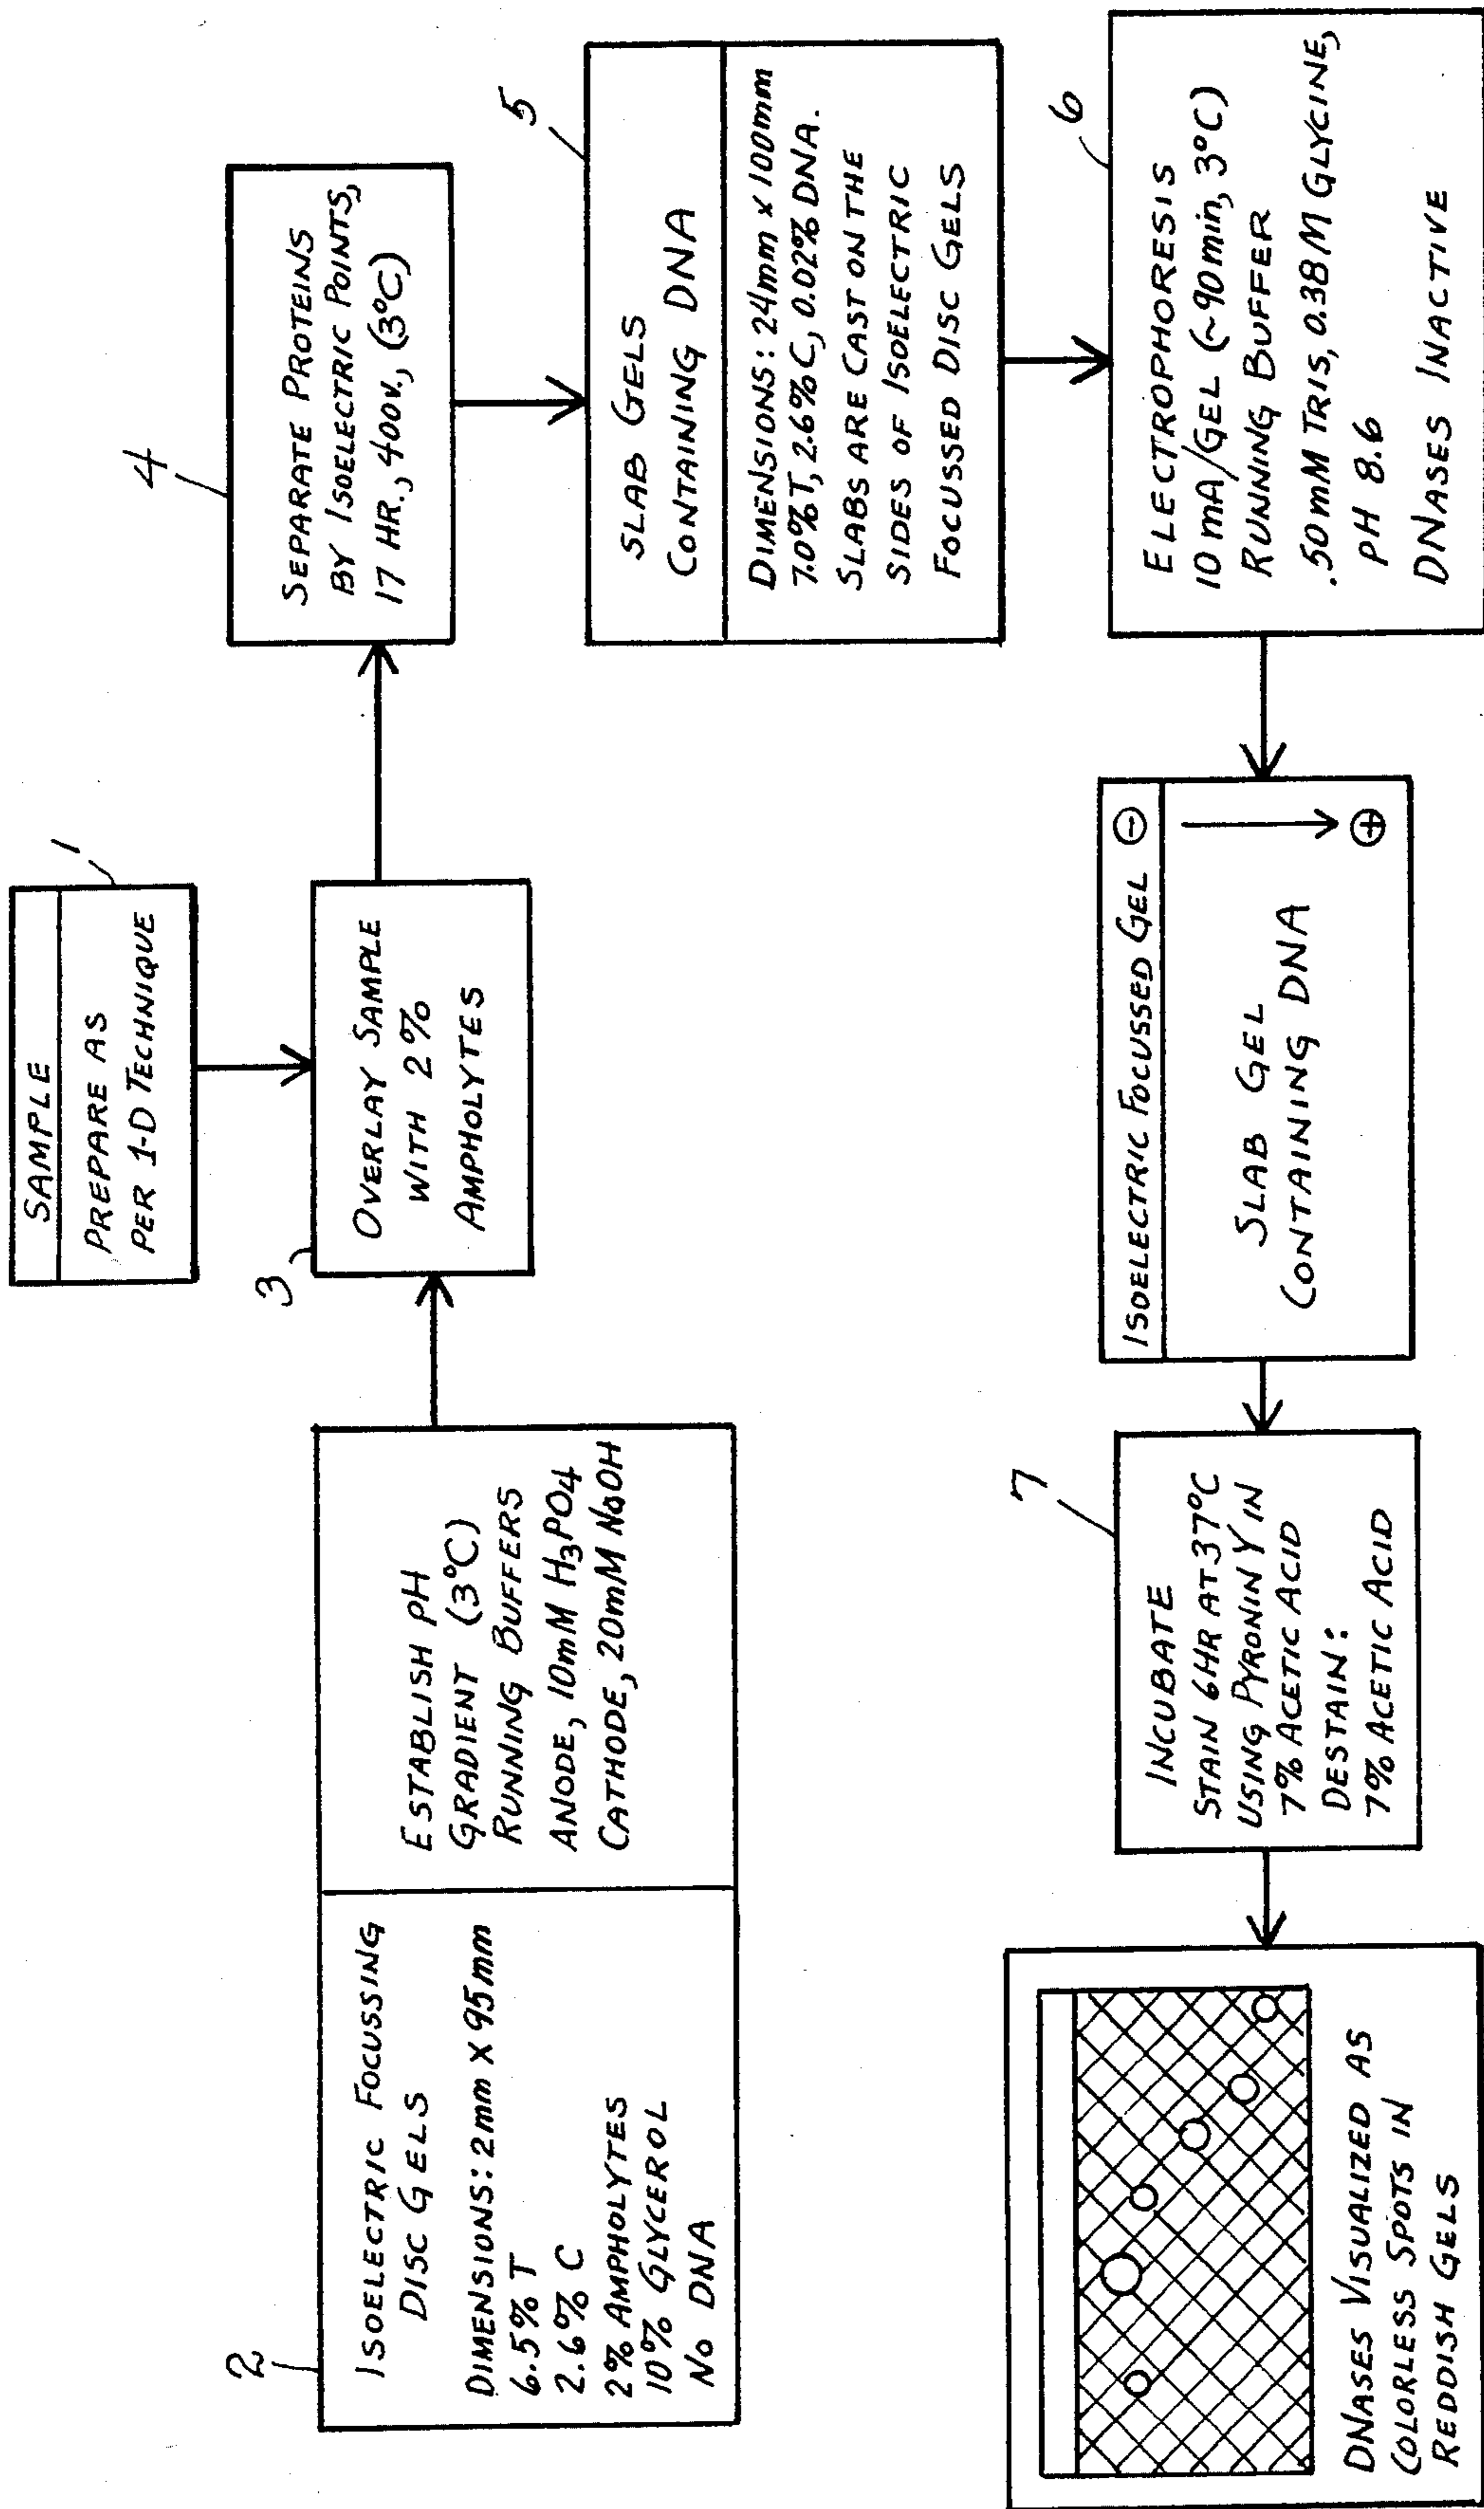 1
SAMPLE
PREPARE AS
PER 1-D TECHNIQUE
2
ISOELECTRIC FOCUSSING
DISC GELS
DIMENSIONS: 2mm X 95mm
6.5% T
2.6% C
2% AMPHOLYTES
10% GLYCEROL
NO DNA
ESTABLISH PH
GRADIENT (3°C)
RUNNING BUFFERS
ANODE, 10mM H3PO4
CATHODE, 20mM NaOH
3
OVERLAY SAMPLE
WITH 2%
AMPHOLYTES
4
SEPARATE PROTEINS
BY ISOELECTRIC POINTS,
17 HR., 400V., (3°C)
5
SLAB GELS
CONTAINING DNA
DIMENSIONS: 24mm x 100mm
7.0% T, 2.6% C, 0.02% DNA.
SLABS ARE CAST ON THE
SIDES OF ISOELECTRIC
FOCUSSED DISC GELS
6
ELECTROPHORESIS
10 mA/GEL (~90 min, 3°C)
RUNNING BUFFER
.50 mM TRIS, 0.38 M GLYCINE,
PH 8.6
DNASES INACTIVE
ISOELECTRIC FOCUSSED GEL ⊖
SLAB GEL
CONTAINING DNA
⊕
7
INCUBATE
STAIN 6HR AT 37°C
USING PYRONIN Y IN
7% ACETIC ACID
DESTAIN:
7% ACETIC ACID
DNASES VISUALIZED AS
COLORLESS SPOTS IN
REDDISH GELS